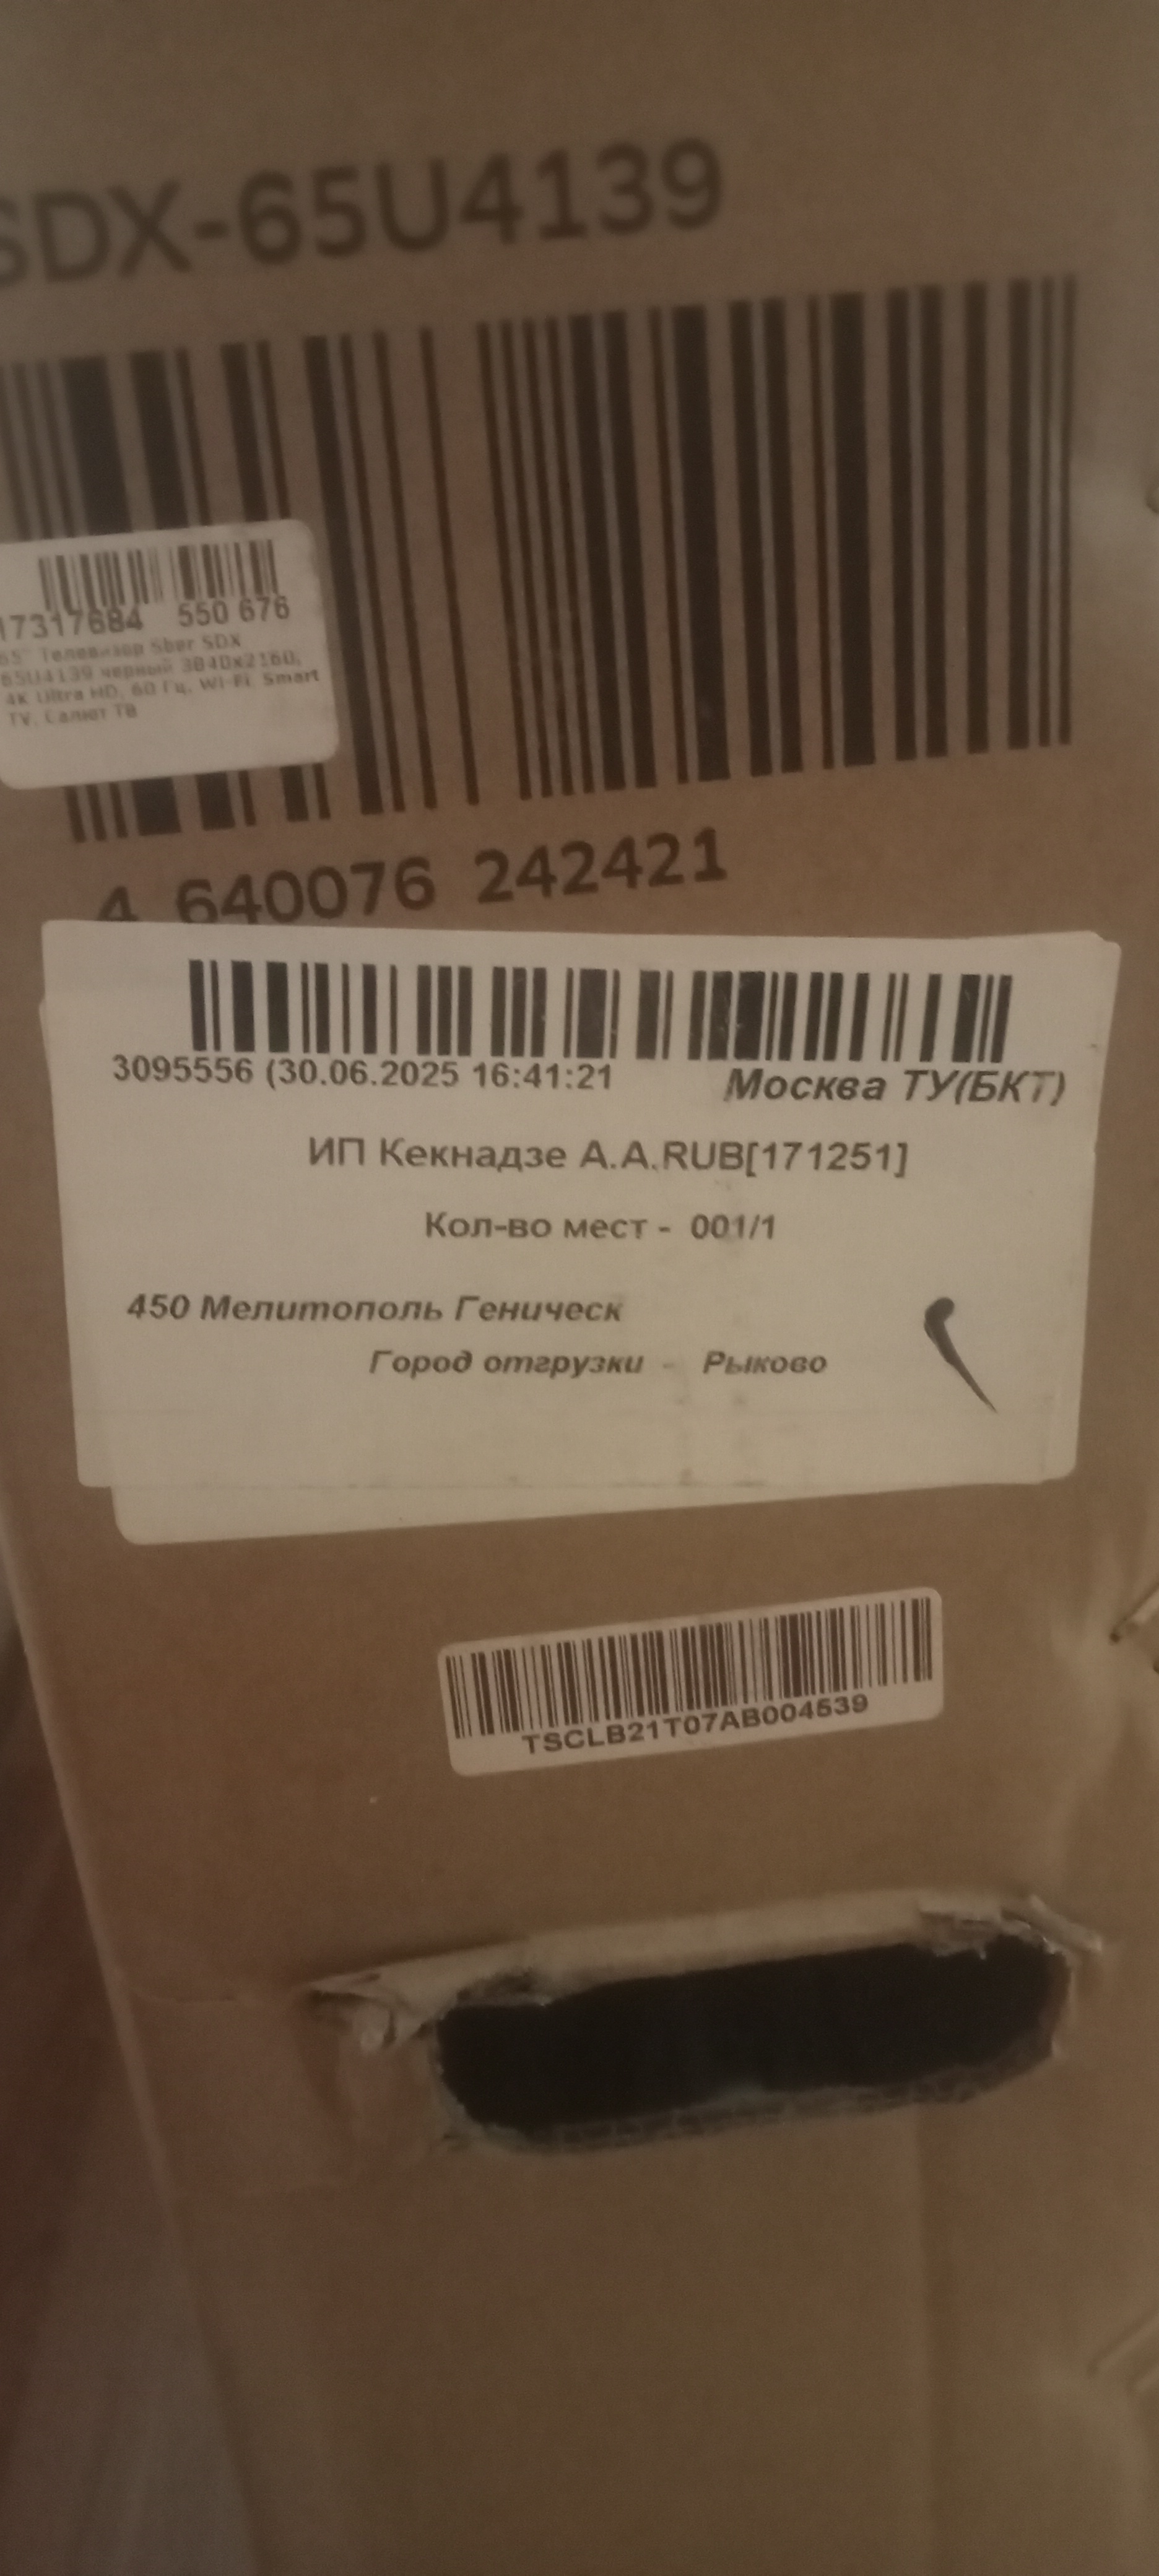 SDX-65U4139
17317684 550 676
65" Телевизор Sber SDX
65U4139 черный 3840x2160,
4K Ultra HD, 60 Гц, Wi-Fi, Smart
TV, Салют ТВ
4 640076 242421
3095556 (30.06.2025 16:41:21
Москва ТУ(БКТ)
ИП Кекнадзе А.А.RUB[171251]
Кол-во мест - 001/1
450 Мелитополь Геническ
Город отгрузки - Рыково
TSCLB21T07AB004539